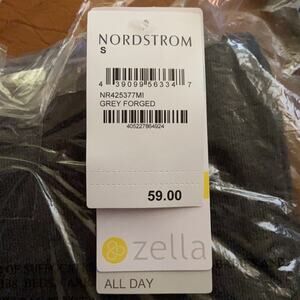 NORDSTROM
S
4 39099 56334 7
NR425377MI
GREY FORGED
405227864924
59.00
zella
ALL DAY